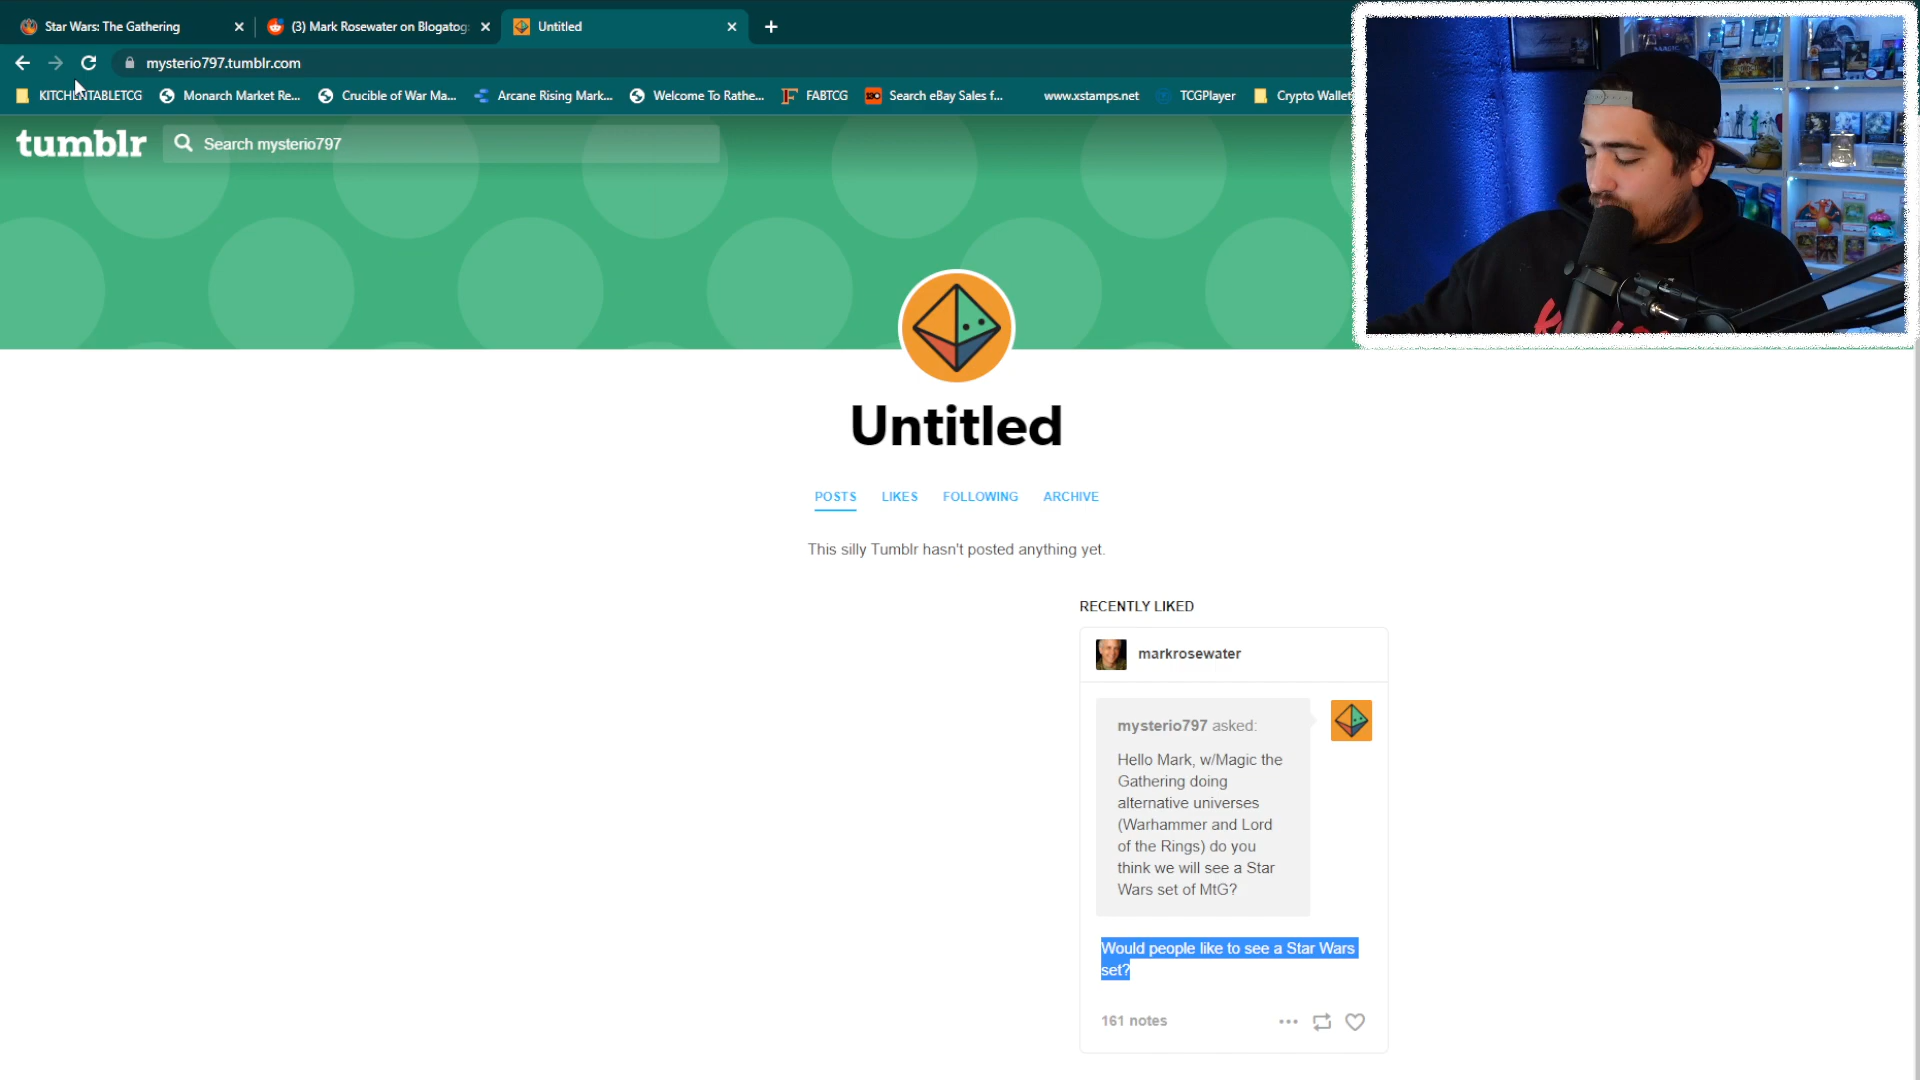 Star Wars: The Gathering
(3) Mark Rosewater on Blogatog
Untitled
mysterio797.tumblr.com
KITCHENTABLETCG
Monarch Market Re...
Crucible of War Ma...
Arcane Rising Mark...
Welcome To Rathe...
FABTCG
Search eBay Sales f...
www.xstamps.net
TCGPlayer
Crypto Wallet
tumblr
Search mysterio797
Untitled
POSTS
LIKES
FOLLOWING
ARCHIVE
This silly Tumblr hasn't posted anything yet.
RECENTLY LIKED
markrosewater
mysterio797 asked:
Hello Mark, w/Magic the
Gathering doing
alternative universes
(Warhammer and Lord
of the Rings) do you
think we will see a Star
Wars set of MtG?
Would people like to see a Star Wars
set?
161 notes